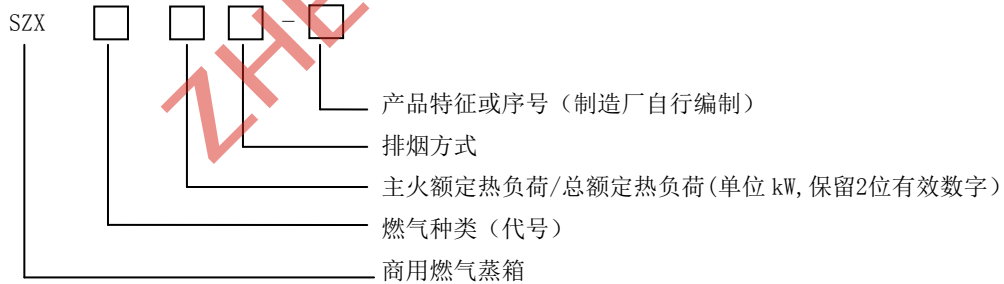 SZX □ □ □-□
产品特征或序号（制造厂自行编制）
排烟方式
主火额定热负荷/总额定热负荷(单位 kW,保留2位有效数字）
燃气种类（代号）
商用燃气蒸箱
ZHE